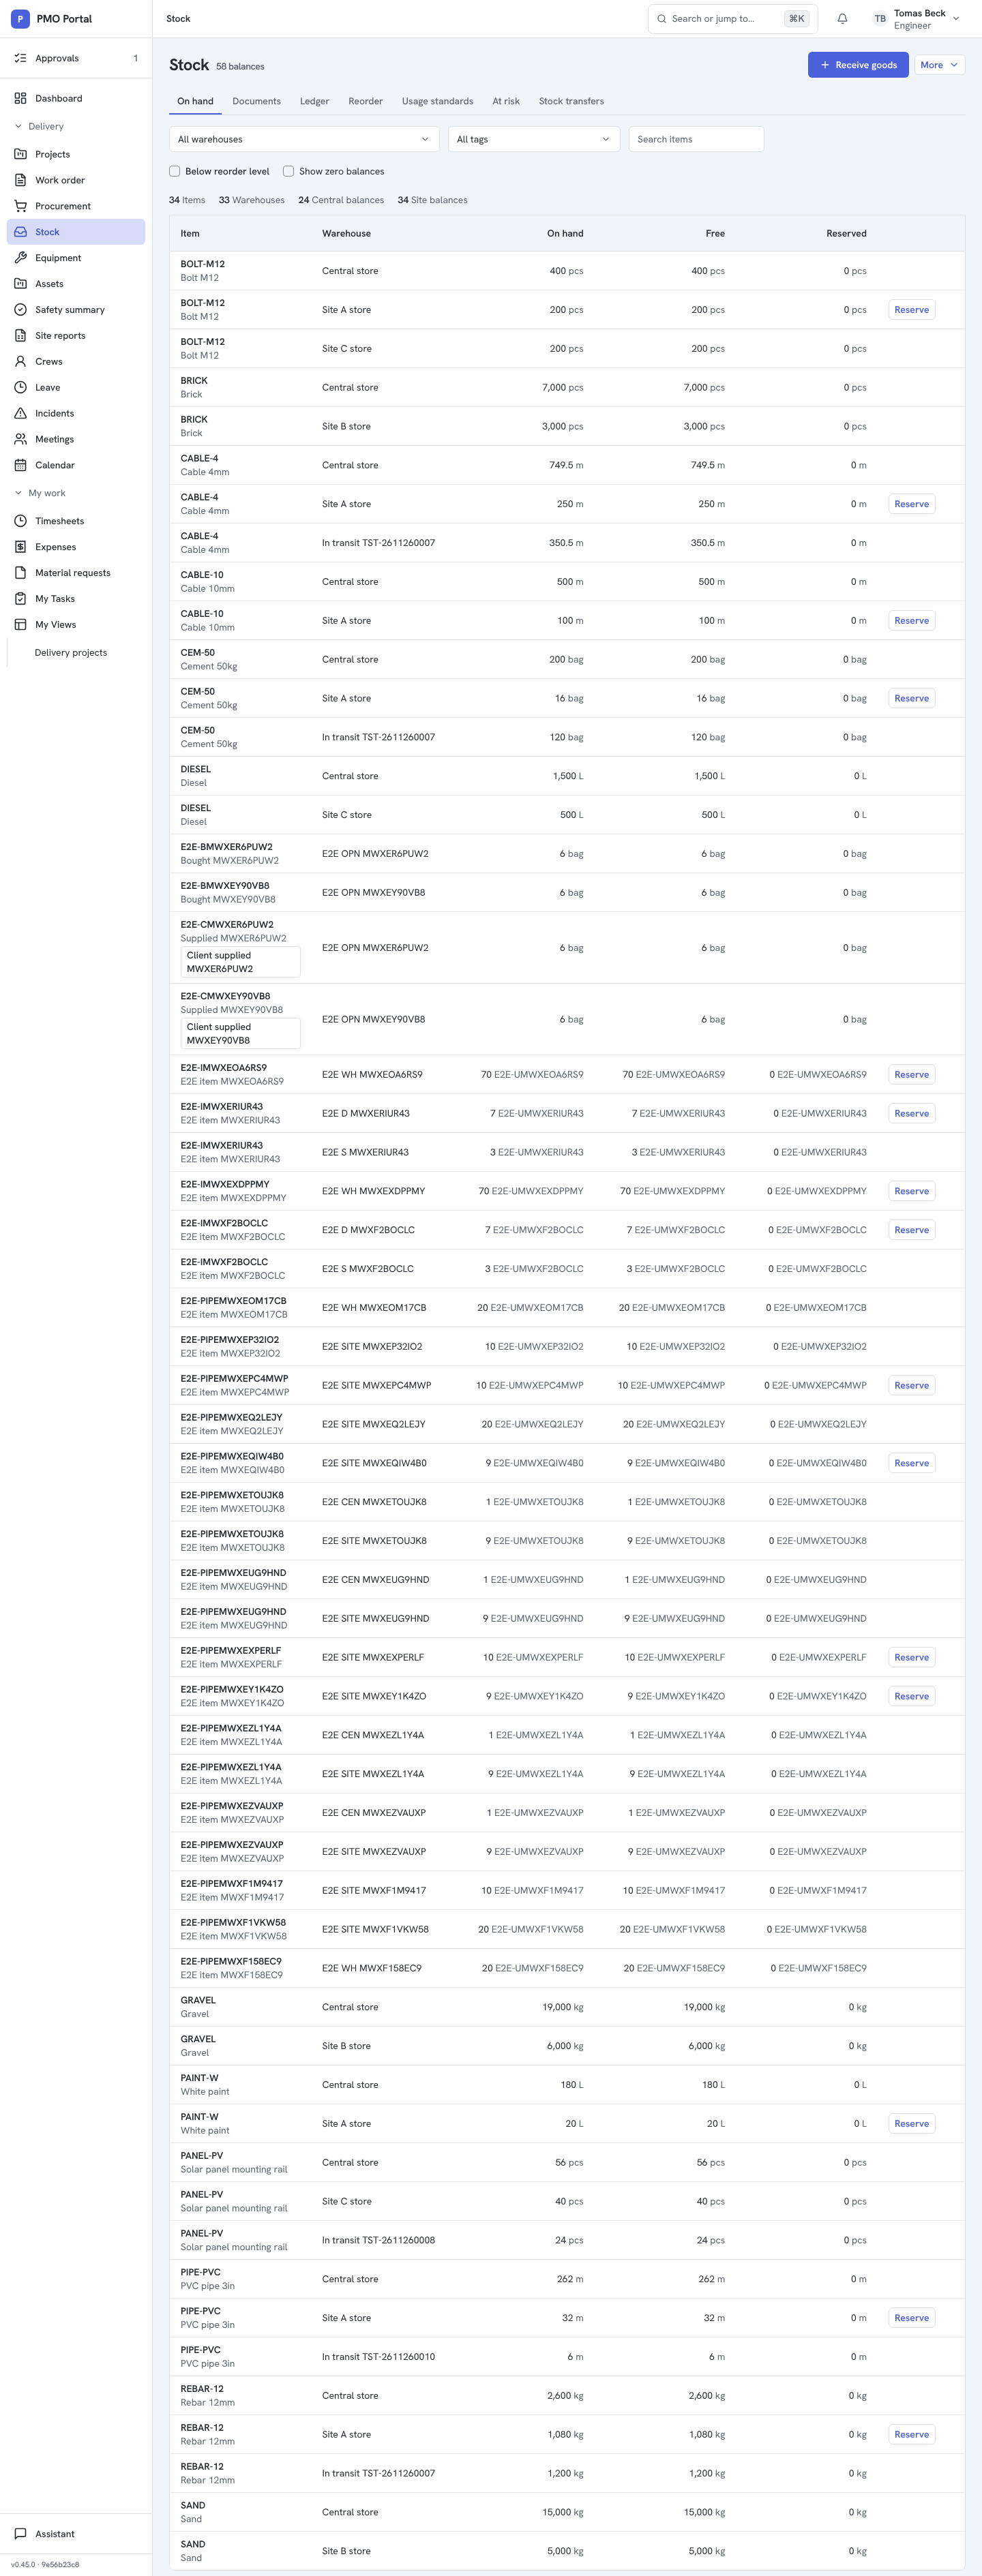 PMO Portal
Stock
Search or jump to...
⌘K
TB
Tomas Beck
Engineer
Approvals 1
Dashboard
Delivery
Projects
Work order
Procurement
Stock
Equipment
Assets
Safety summary
Site reports
Crews
Leave
Incidents
Meetings
Calendar
My work
Timesheets
Expenses
Material requests
My Tasks
My Views
Delivery projects
Assistant
v0.45.0 · 9e56b23c8
Stock 58 balances
+ Receive goods
More
On hand Documents Ledger Reorder Usage standards At risk Stock transfers
All warehouses
All tags
Search items
Below reorder level Show zero balances
34 Items 33 Warehouses 24 Central balances 34 Site balances
Item Warehouse On hand Free Reserved
BOLT-M12
Bolt M12
Central store 400 pcs 400 pcs 0 pcs
BOLT-M12
Bolt M12
Site A store 200 pcs 200 pcs 0 pcs Reserve
BOLT-M12
Bolt M12
Site C store 200 pcs 200 pcs 0 pcs
BRICK
Brick
Central store 7,000 pcs 7,000 pcs 0 pcs
BRICK
Brick
Site B store 3,000 pcs 3,000 pcs 0 pcs
CABLE-4
Cable 4mm
Central store 749.5 m 749.5 m 0 m
CABLE-4
Cable 4mm
Site A store 250 m 250 m 0 m Reserve
CABLE-4
Cable 4mm
In transit TST-2611260007 350.5 m 350.5 m 0 m
CABLE-10
Cable 10mm
Central store 500 m 500 m 0 m
CABLE-10
Cable 10mm
Site A store 100 m 100 m 0 m Reserve
CEM-50
Cement 50kg
Central store 200 bag 200 bag 0 bag
CEM-50
Cement 50kg
Site A store 16 bag 16 bag 0 bag Reserve
CEM-50
Cement 50kg
In transit TST-2611260007 120 bag 120 bag 0 bag
DIESEL
Diesel
Central store 1,500 L 1,500 L 0 L
DIESEL
Diesel
Site C store 500 L 500 L 0 L
E2E-BMWXER6PUW2
Bought MWXER6PUW2
E2E OPN MWXER6PUW2 6 bag 6 bag 0 bag
E2E-BMWXEY90VB8
Bought MWXEY90VB8
E2E OPN MWXEY90VB8 6 bag 6 bag 0 bag
E2E-CMWXER6PUW2
Supplied MWXER6PUW2
Client supplied
MWXER6PUW2
E2E OPN MWXER6PUW2 6 bag 6 bag 0 bag
E2E-CMWXEY90VB8
Supplied MWXEY90VB8
Client supplied
MWXEY90VB8
E2E OPN MWXEY90VB8 6 bag 6 bag 0 bag
E2E-IMWXEOA6RS9
E2E item MWXEOA6RS9
E2E WH MWXEOA6RS9 70 E2E-UMWXEOA6RS9 70 E2E-UMWXEOA6RS9 0 E2E-UMWXEOA6RS9 Reserve
E2E-IMWXERIUR43
E2E item MWXERIUR43
E2E D MWXERIUR43 7 E2E-UMWXERIUR43 7 E2E-UMWXERIUR43 0 E2E-UMWXERIUR43 Reserve
E2E-IMWXERIUR43
E2E item MWXERIUR43
E2E S MWXERIUR43 3 E2E-UMWXERIUR43 3 E2E-UMWXERIUR43 0 E2E-UMWXERIUR43
E2E-IMWXEXDPPMY
E2E item MWXEXDPPMY
E2E WH MWXEXDPPMY 70 E2E-UMWXEXDPPMY 70 E2E-UMWXEXDPPMY 0 E2E-UMWXEXDPPMY Reserve
E2E-IMWXF2BOCLC
E2E item MWXF2BOCLC
E2E D MWXF2BOCLC 7 E2E-UMWXF2BOCLC 7 E2E-UMWXF2BOCLC 0 E2E-UMWXF2BOCLC Reserve
E2E-IMWXF2BOCLC
E2E item MWXF2BOCLC
E2E S MWXF2BOCLC 3 E2E-UMWXF2BOCLC 3 E2E-UMWXF2BOCLC 0 E2E-UMWXF2BOCLC
E2E-PIPEMWXEOM17CB
E2E item MWXEOM17CB
E2E WH MWXEOM17CB 20 E2E-UMWXEOM17CB 20 E2E-UMWXEOM17CB 0 E2E-UMWXEOM17CB
E2E-PIPEMWXEP32IO2
E2E item MWXEP32IO2
E2E SITE MWXEP32IO2 10 E2E-UMWXEP32IO2 10 E2E-UMWXEP32IO2 0 E2E-UMWXEP32IO2
E2E-PIPEMWXEPC4MWP
E2E item MWXEPC4MWP
E2E SITE MWXEPC4MWP 10 E2E-UMWXEPC4MWP 10 E2E-UMWXEPC4MWP 0 E2E-UMWXEPC4MWP Reserve
E2E-PIPEMWXEQ2LEJY
E2E item MWXEQ2LEJY
E2E SITE MWXEQ2LEJY 20 E2E-UMWXEQ2LEJY 20 E2E-UMWXEQ2LEJY 0 E2E-UMWXEQ2LEJY
E2E-PIPEMWXEQIW4B0
E2E item MWXEQIW4B0
E2E SITE MWXEQIW4B0 9 E2E-UMWXEQIW4B0 9 E2E-UMWXEQIW4B0 0 E2E-UMWXEQIW4B0 Reserve
E2E-PIPEMWXETOUJK8
E2E item MWXETOUJK8
E2E CEN MWXETOUJK8 1 E2E-UMWXETOUJK8 1 E2E-UMWXETOUJK8 0 E2E-UMWXETOUJK8
E2E-PIPEMWXETOUJK8
E2E item MWXETOUJK8
E2E SITE MWXETOUJK8 9 E2E-UMWXETOUJK8 9 E2E-UMWXETOUJK8 0 E2E-UMWXETOUJK8
E2E-PIPEMWXEUG9HND
E2E item MWXEUG9HND
E2E CEN MWXEUG9HND 1 E2E-UMWXEUG9HND 1 E2E-UMWXEUG9HND 0 E2E-UMWXEUG9HND
E2E-PIPEMWXEUG9HND
E2E item MWXEUG9HND
E2E SITE MWXEUG9HND 9 E2E-UMWXEUG9HND 9 E2E-UMWXEUG9HND 0 E2E-UMWXEUG9HND
E2E-PIPEMWXEXPERLF
E2E item MWXEXPERLF
E2E SITE MWXEXPERLF 10 E2E-UMWXEXPERLF 10 E2E-UMWXEXPERLF 0 E2E-UMWXEXPERLF Reserve
E2E-PIPEMWXEY1K4ZO
E2E item MWXEY1K4ZO
E2E SITE MWXEY1K4ZO 9 E2E-UMWXEY1K4ZO 9 E2E-UMWXEY1K4ZO 0 E2E-UMWXEY1K4ZO Reserve
E2E-PIPEMWXEZL1Y4A
E2E item MWXEZL1Y4A
E2E CEN MWXEZL1Y4A 1 E2E-UMWXEZL1Y4A 1 E2E-UMWXEZL1Y4A 0 E2E-UMWXEZL1Y4A
E2E-PIPEMWXEZL1Y4A
E2E item MWXEZL1Y4A
E2E SITE MWXEZL1Y4A 9 E2E-UMWXEZL1Y4A 9 E2E-UMWXEZL1Y4A 0 E2E-UMWXEZL1Y4A
E2E-PIPEMWXEZVAUXP
E2E item MWXEZVAUXP
E2E CEN MWXEZVAUXP 1 E2E-UMWXEZVAUXP 1 E2E-UMWXEZVAUXP 0 E2E-UMWXEZVAUXP
E2E-PIPEMWXEZVAUXP
E2E item MWXEZVAUXP
E2E SITE MWXEZVAUXP 9 E2E-UMWXEZVAUXP 9 E2E-UMWXEZVAUXP 0 E2E-UMWXEZVAUXP
E2E-PIPEMWXF1M9417
E2E item MWXF1M9417
E2E SITE MWXF1M9417 10 E2E-UMWXF1M9417 10 E2E-UMWXF1M9417 0 E2E-UMWXF1M9417
E2E-PIPEMWXF1VKW58
E2E item MWXF1VKW58
E2E SITE MWXF1VKW58 20 E2E-UMWXF1VKW58 20 E2E-UMWXF1VKW58 0 E2E-UMWXF1VKW58
E2E-PIPEMWXF158EC9
E2E item MWXF158EC9
E2E WH MWXF158EC9 20 E2E-UMWXF158EC9 20 E2E-UMWXF158EC9 0 E2E-UMWXF158EC9
GRAVEL
Gravel
Central store 19,000 kg 19,000 kg 0 kg
GRAVEL
Gravel
Site B store 6,000 kg 6,000 kg 0 kg
PAINT-W
White paint
Central store 180 L 180 L 0 L
PAINT-W
White paint
Site A store 20 L 20 L 0 L Reserve
PANEL-PV
Solar panel mounting rail
Central store 56 pcs 56 pcs 0 pcs
PANEL-PV
Solar panel mounting rail
Site C store 40 pcs 40 pcs 0 pcs
PANEL-PV
Solar panel mounting rail
In transit TST-2611260008 24 pcs 24 pcs 0 pcs
PIPE-PVC
PVC pipe 3in
Central store 262 m 262 m 0 m
PIPE-PVC
PVC pipe 3in
Site A store 32 m 32 m 0 m Reserve
PIPE-PVC
PVC pipe 3in
In transit TST-2611260010 6 m 6 m 0 m
REBAR-12
Rebar 12mm
Central store 2,600 kg 2,600 kg 0 kg
REBAR-12
Rebar 12mm
Site A store 1,080 kg 1,080 kg 0 kg Reserve
REBAR-12
Rebar 12mm
In transit TST-2611260007 1,200 kg 1,200 kg 0 kg
SAND
Sand
Central store 15,000 kg 15,000 kg 0 kg
SAND
Sand
Site B store 5,000 kg 5,000 kg 0 kg